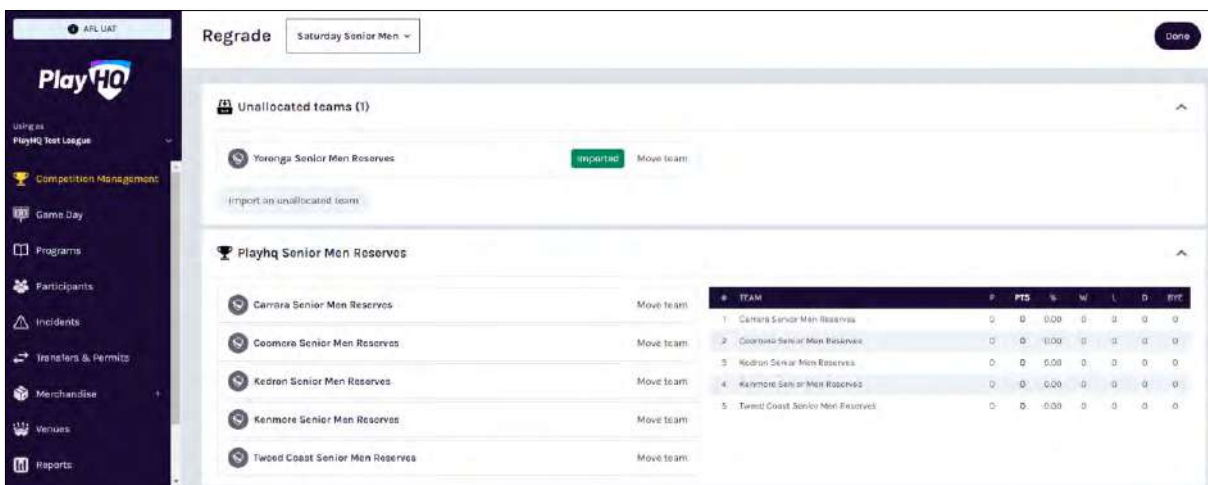 AFL UAT
PlayHQ
Using as
PlayHQ Test League
Competition Management
Game Day
Programs
Participants
Incidents
Transfers & Permits
Merchandise
Venues
Reports
Regrade
Saturday Senior Men
Done
Unallocated teams (1)
Yeronga Senior Men Reserves Imported Move team
Import an unallocated team
Playhq Senior Men Reserves
Carrara Senior Men Reserves Move team
Coomera Senior Men Reserves Move team
Kedron Senior Men Reserves Move team
Kenmore Senior Men Reserves Move team
Tweed Coast Senior Men Reserves Move team
# TEAM P PTS % W L D BYE
1 Carrara Senior Men Reserves 0 0 0.00 0 0 0 0
2 Coomera Senior Men Reserves 0 0 0.00 0 0 0 0
3 Kedron Senior Men Reserves 0 0 0.00 0 0 0 0
4 Kenmore Senior Men Reserves 0 0 0.00 0 0 0 0
5 Tweed Coast Senior Men Reserves 0 0 0.00 0 0 0 0